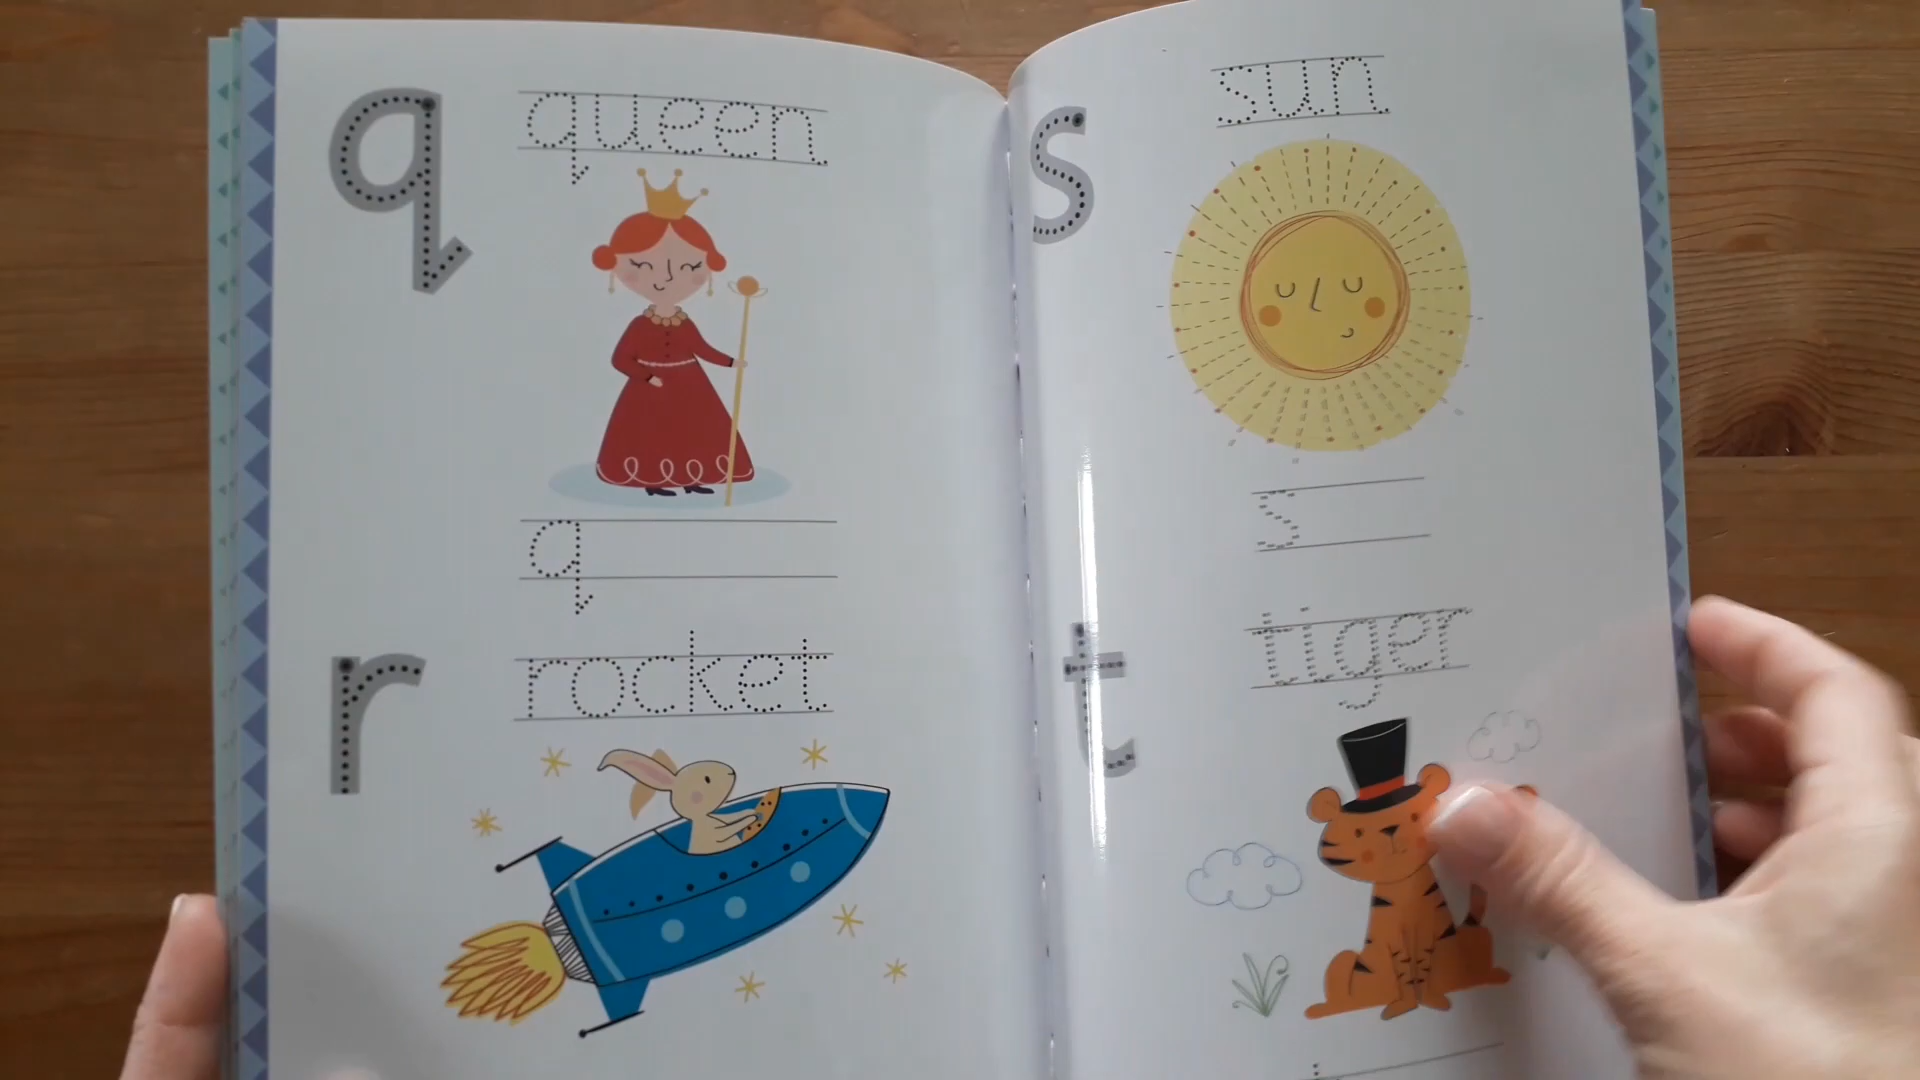 q
queen
q
r
rocket
s
sun
s
t
tiger